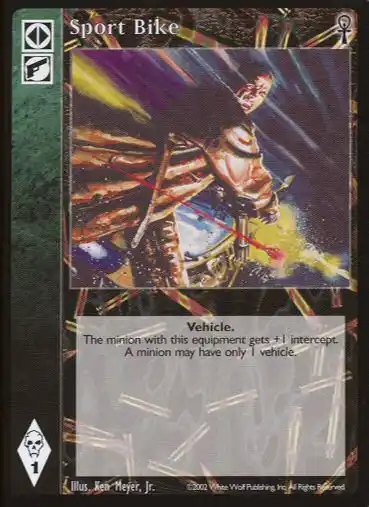 Sport Bike
Vehicle.
The minion with this equipment gets +1 intercept.
A minion may have only 1 vehicle.
1
Illus. Ken Meyer, Jr.
©2002 White Wolf Publishing, Inc. All Rights Reserved.